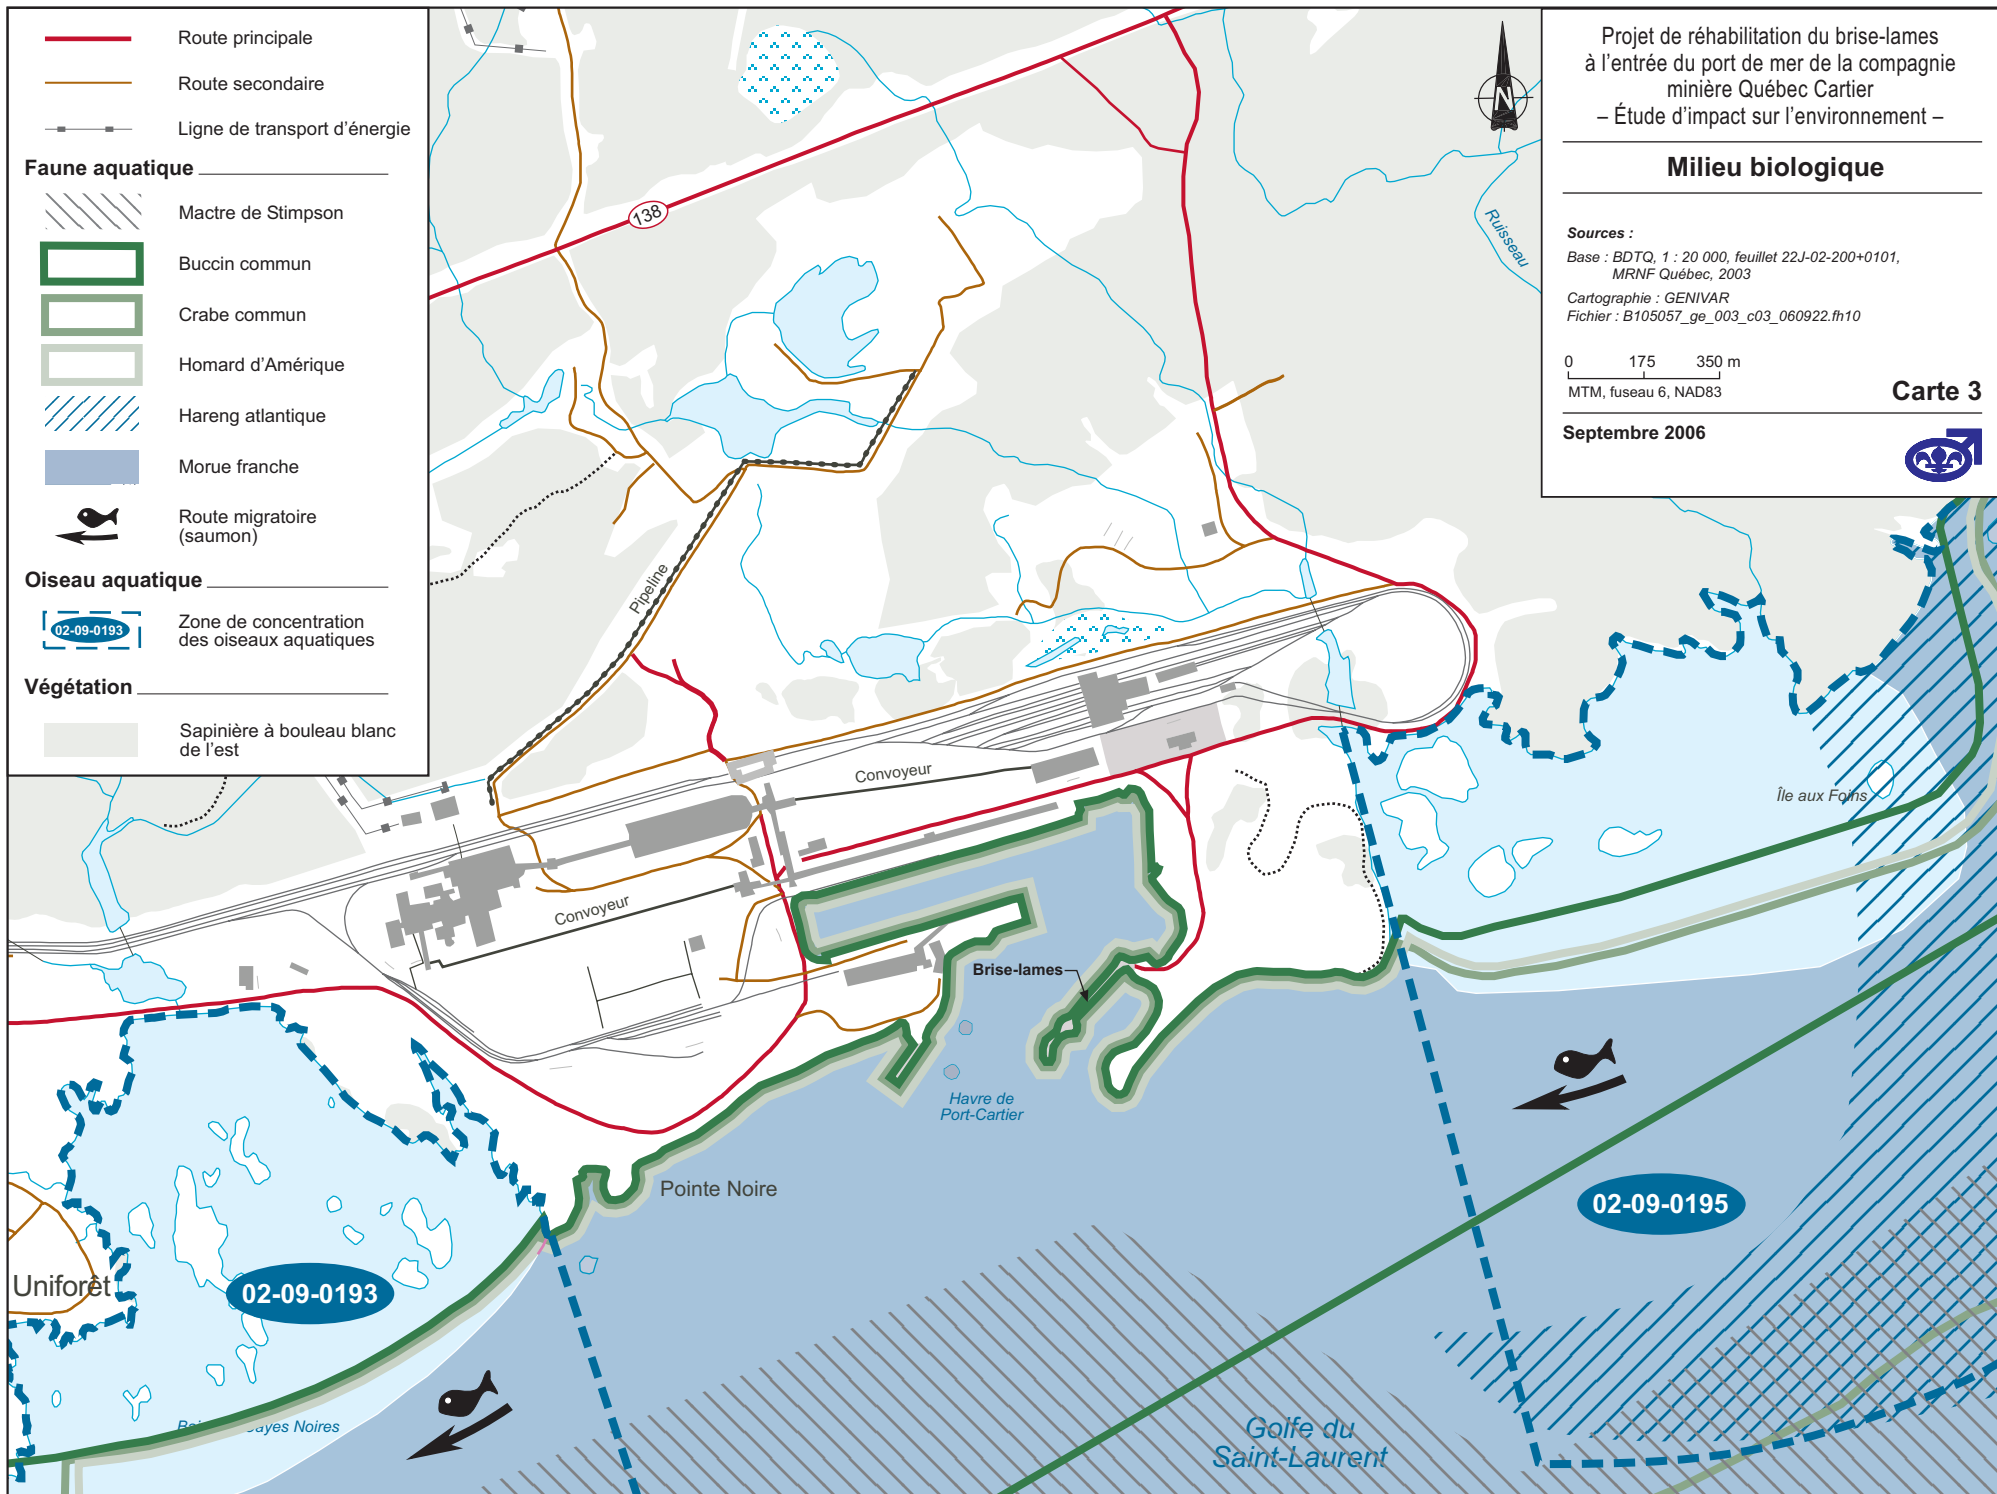 Route principale
Route secondaire
Ligne de transport d'énergie
Faune aquatique
Mactre de Stimpson
Buccin commun
Crabe commun
Homard d'Amérique
Hareng atlantique
Morue franche
Route migratoire
(saumon)
Oiseau aquatique
02-09-0193
Zone de concentration
des oiseaux aquatiques
Végétation
Sapinière à bouleau blanc
de l'est
Projet de réhabilitation du brise-lames
à l'entrée du port de mer de la compagnie
minière Québec Cartier
– Étude d'impact sur l'environnement –
Milieu biologique
Sources :
Base : BDTQ, 1 : 20 000, feuillet 22J-02-200+0101,
MRNF Québec, 2003
Cartographie : GENIVAR
Fichier : B105057_ge_003_c03_060922.fh10
0 175 350 m
MTM, fuseau 6, NAD83
Carte 3
Septembre 2006
N
138
Ruisseau
Pipeline
Convoyeur
Convoyeur
Île aux Foins
Brise-lames
Havre de
Port-Cartier
Pointe Noire
02-09-0195
Uniforêt
02-09-0193
ayes Noires
Golfe du
Saint-Laurent